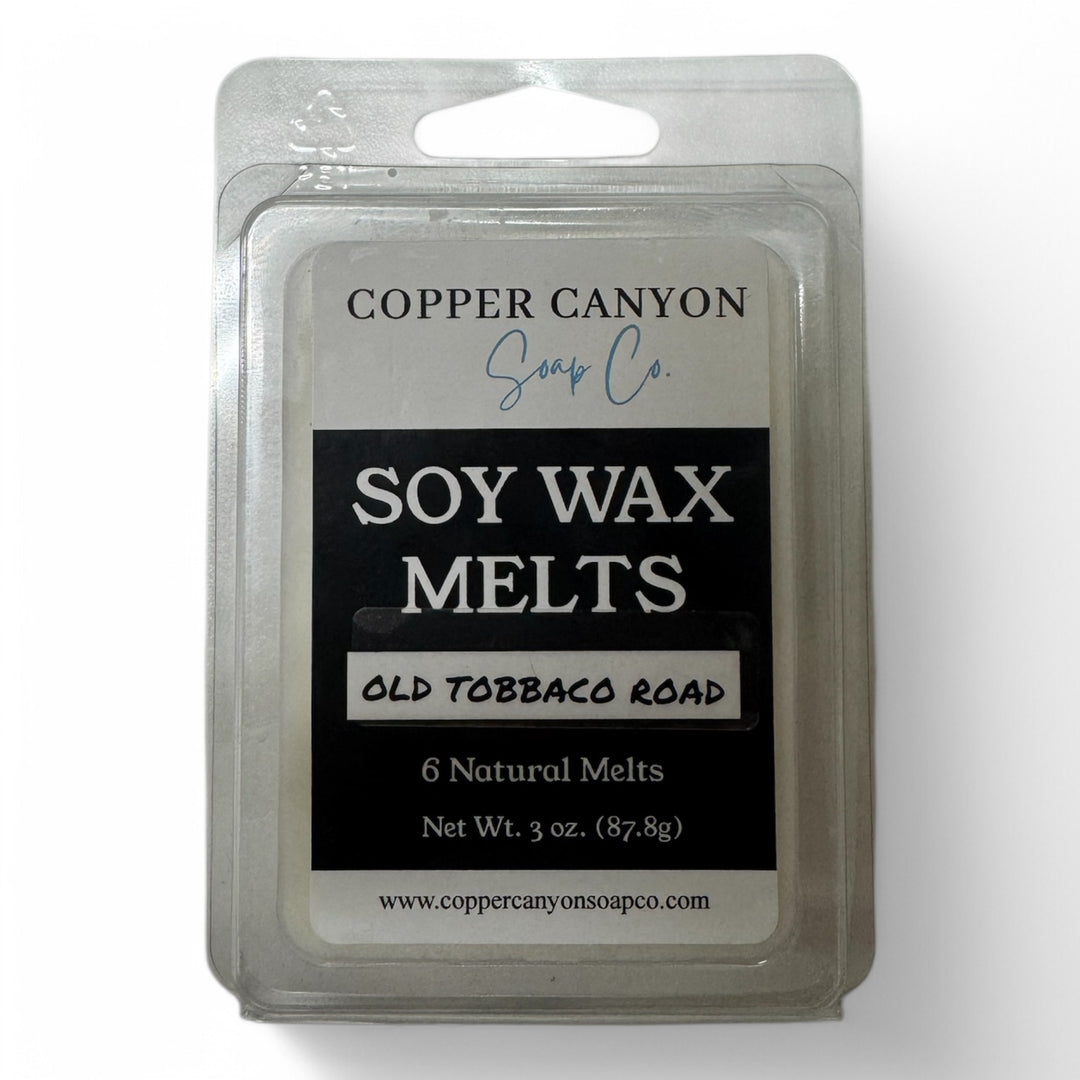 COPPER CANYON
Soap Co.
SOY WAX
MELTS
OLD TOBBACO ROAD
6 Natural Melts
Net Wt. 3 oz. (87.8g)
www.coppercanyonsoapco.com